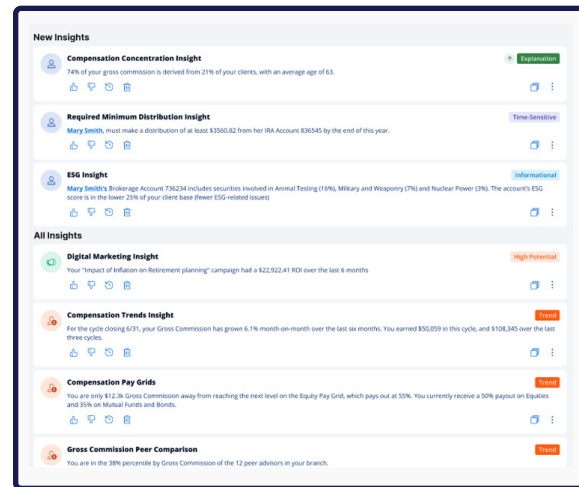 New Insights
Compensation Concentration Insight
Explanation
74% of your gross commission is derived from 21% of your clients, with an average age of 63.
Required Minimum Distribution Insight
Time-Sensitive
Mary Smith, must make a distribution of at least $3560.82 from her IRA Account 836545 by the end of this year.
ESG Insight
Informational
Mary Smith's Brokerage Account 736234 includes securities involved in Animal Testing (16%), Military and Weaponry (7%) and Nuclear Power (3%). The account's ESG
score is in the lower 25% of your client base (fewer ESG-related issues)
All Insights
Digital Marketing Insight
High Potential
Your "Impact of Inflation on Retirement planning" campaign had a $22,922.41 ROI over the last 6 months
Compensation Trends Insight
Trend
For the cycle closing 6/31, your Gross Commission has grown 6.1% month-on-month over the last six months. You earned $50,059 in this cycle, and $108,345 over the last
three cycles.
Compensation Pay Grids
Trend
You are only $12.3k Gross Commission away from reaching the next level on the Equity Pay Grid, which pays out at 55%. You currently receive a 50% payout on Equities
and 35% on Mutual Funds and Bonds.
Gross Commission Peer Comparison
Trend
You are in the 38% percentile by Gross Commission of the 12 peer advisors in your branch.